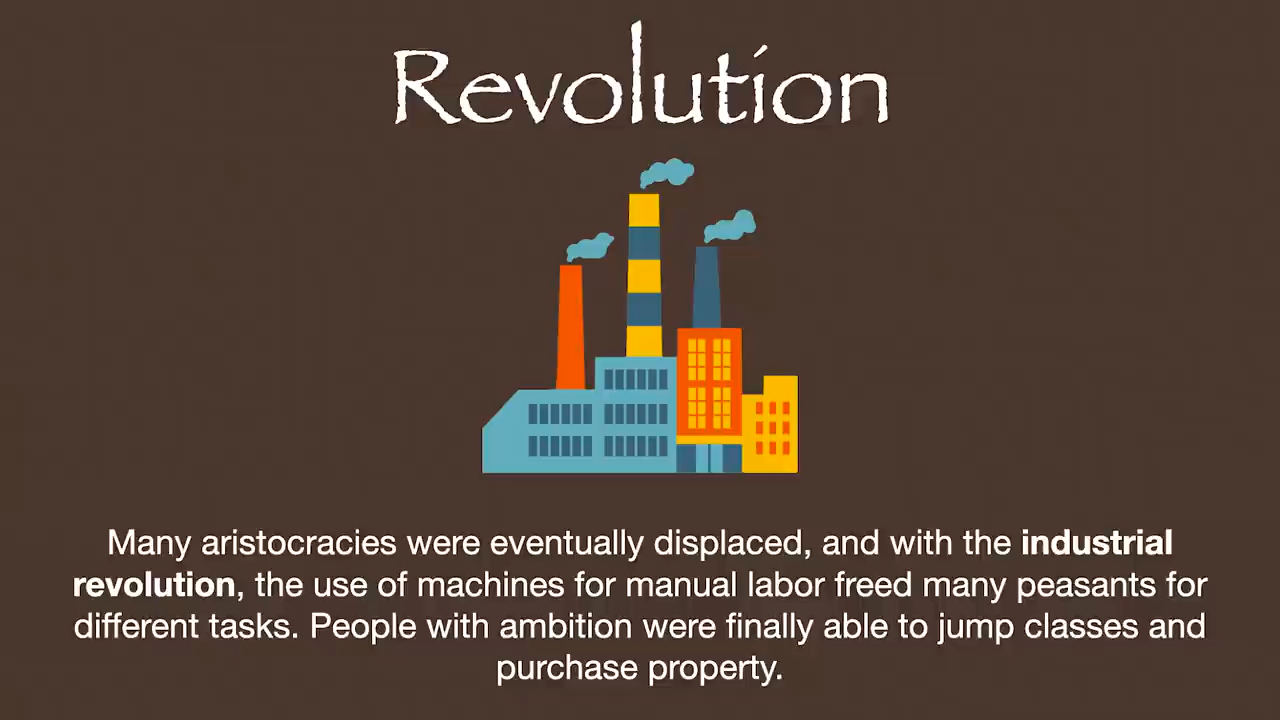 Revolution
Many aristocracies were eventually displaced, and with the industrial
revolution, the use of machines for manual labor freed many peasants for
different tasks. People with ambition were finally able to jump classes and
purchase property.